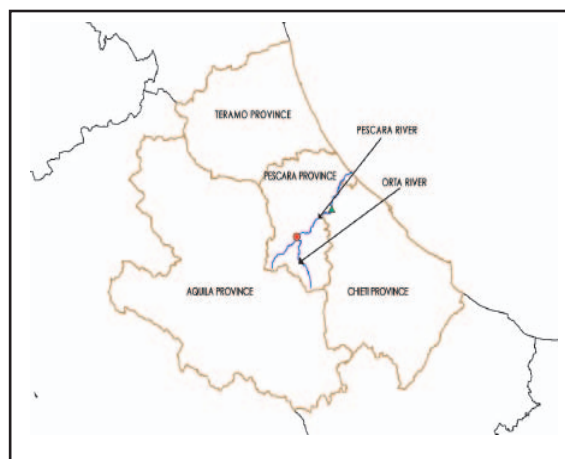 TERAMO PROVINCE
PESCARA RIVER
PESCARA PROVINCE
ORTA RIVER
AQUILA PROVINCE
CHIETI PROVINCE